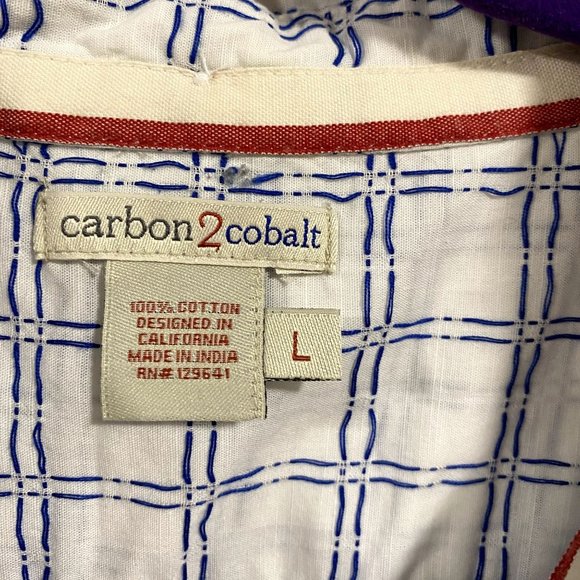 carbon2cobalt
100% COTTON
DESIGNED IN
CALIFORNIA
MADE IN INDIA
RN# 129641
L